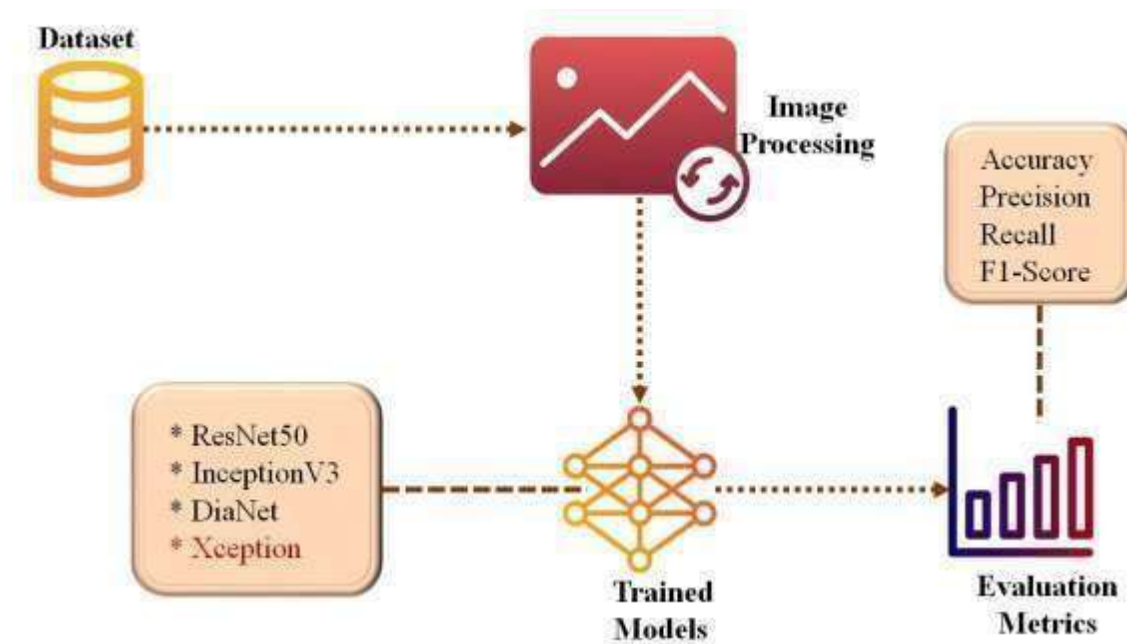 Dataset
Image
Processing
Accuracy
Precision
Recall
F1-Score
* ResNet50
* InceptionV3
* DiaNet
* Xception
Trained
Models
Evaluation
Metrics